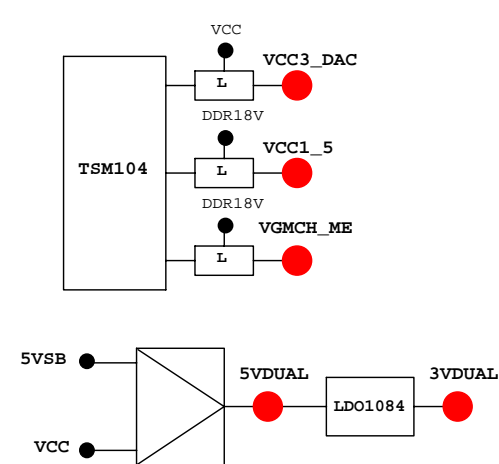 VCC
VCC3_DAC
L
DDR18V
VCC1_5
TSM104
L
DDR18V
VGMCH_ME
L
5VSB
5VDUAL
3VDUAL
LDO1084
VCC